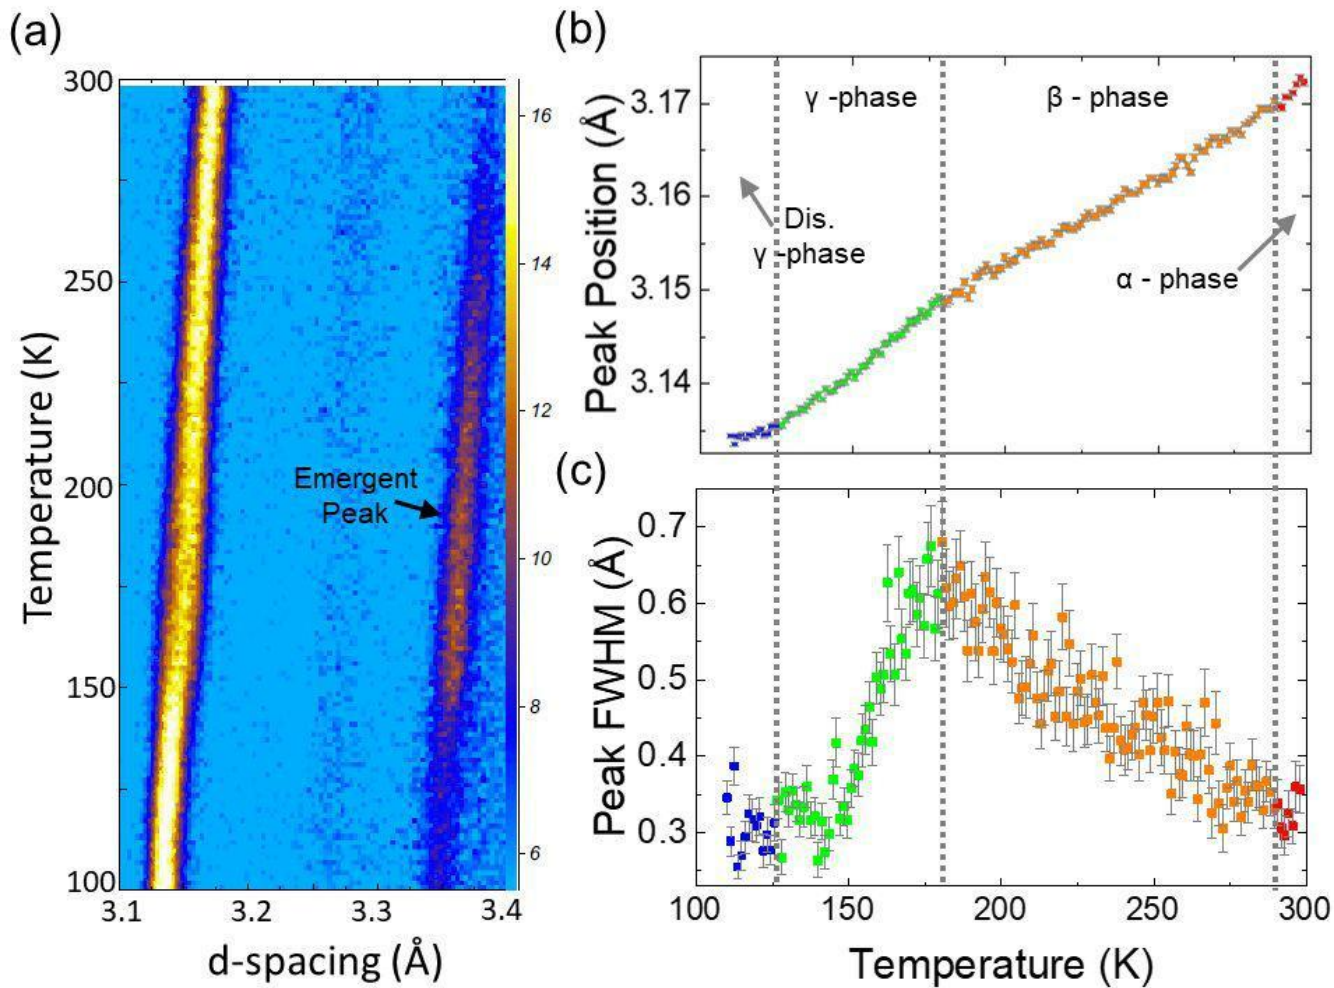 (a)
Temperature (K)
300
250
200
150
100
Emergent
Peak
3.1
3.2
3.3
3.4
d-spacing (Å)
16
14
12
10
8
6
(b)
Peak Position (Å)
3.17
3.16
3.15
3.14
γ -phase
β - phase
Dis.
γ -phase
α - phase
(c)
Peak FWHM (Å)
0.7
0.6
0.5
0.4
0.3
100
150
200
250
300
Temperature (K)